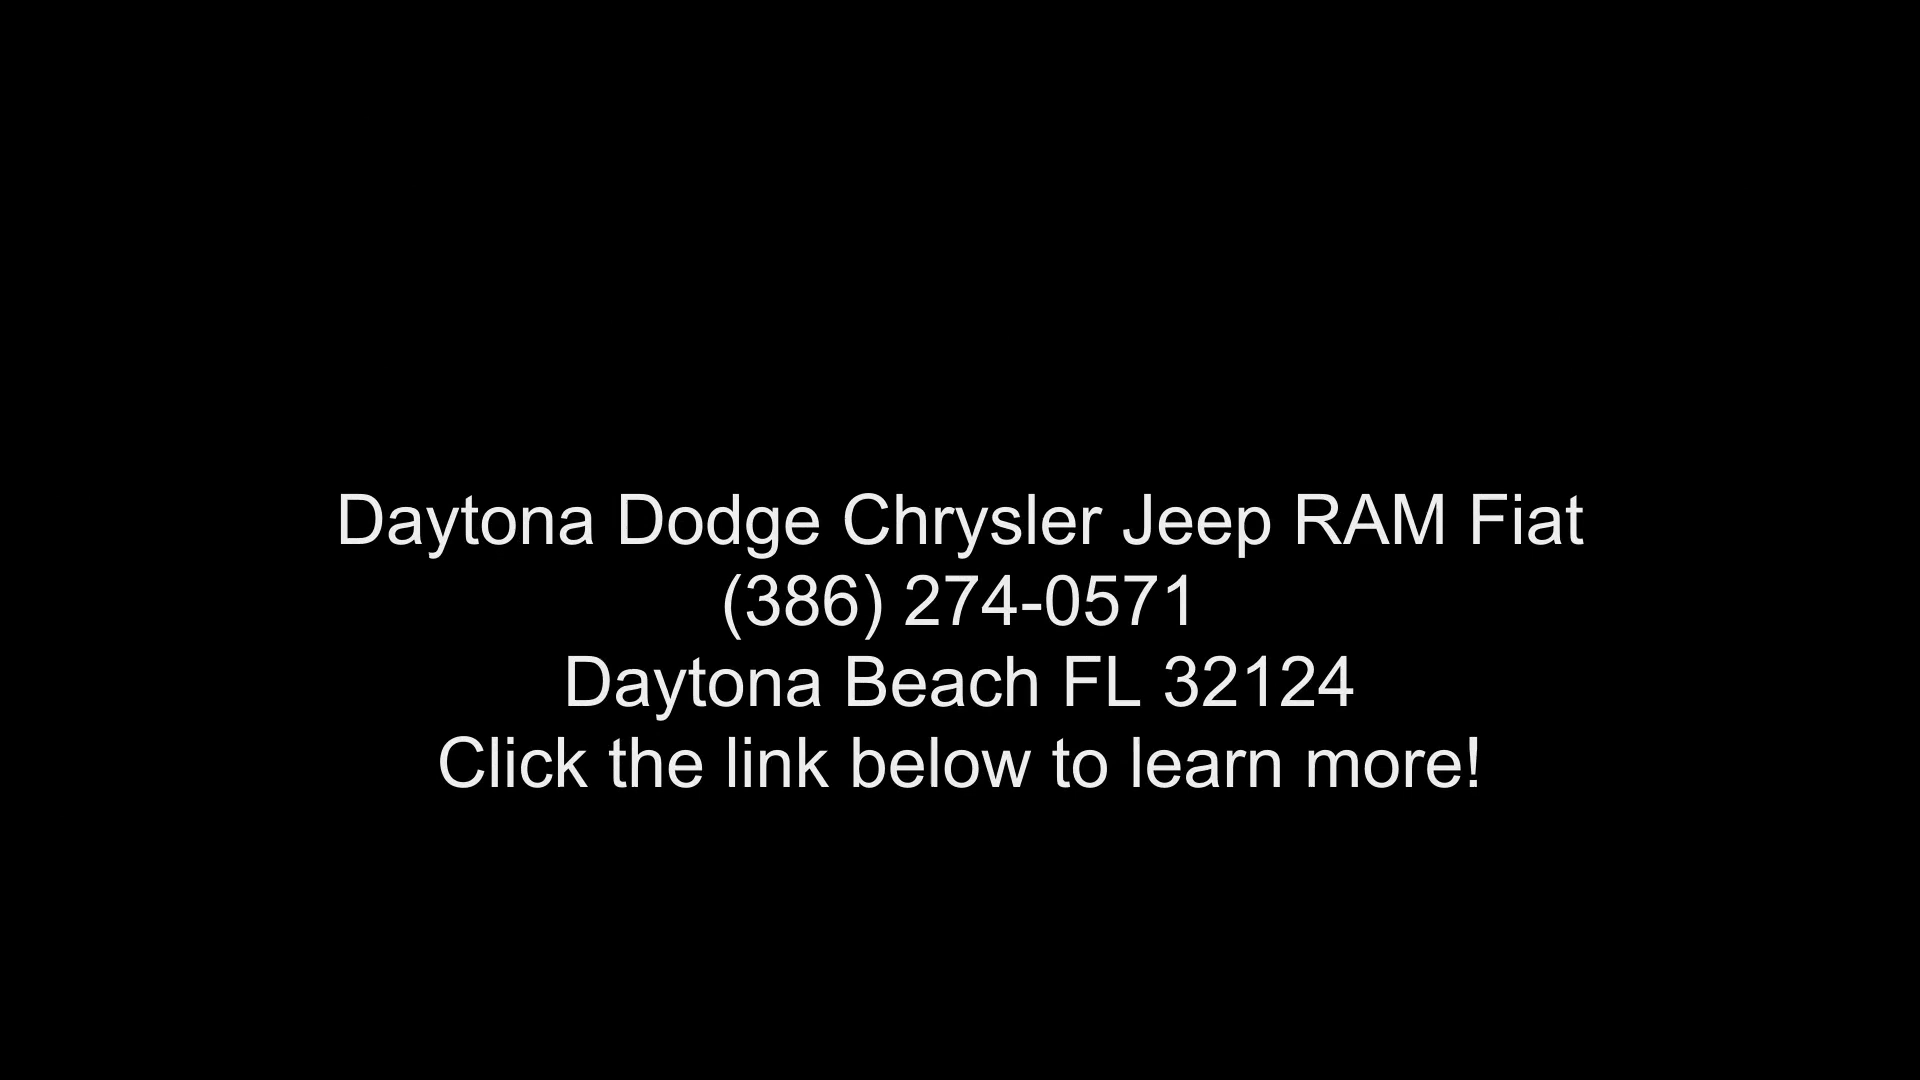 Daytona Dodge Chrysler Jeep RAM Fiat
(386) 274-0571
Daytona Beach FL 32124
Click the link below to learn more!